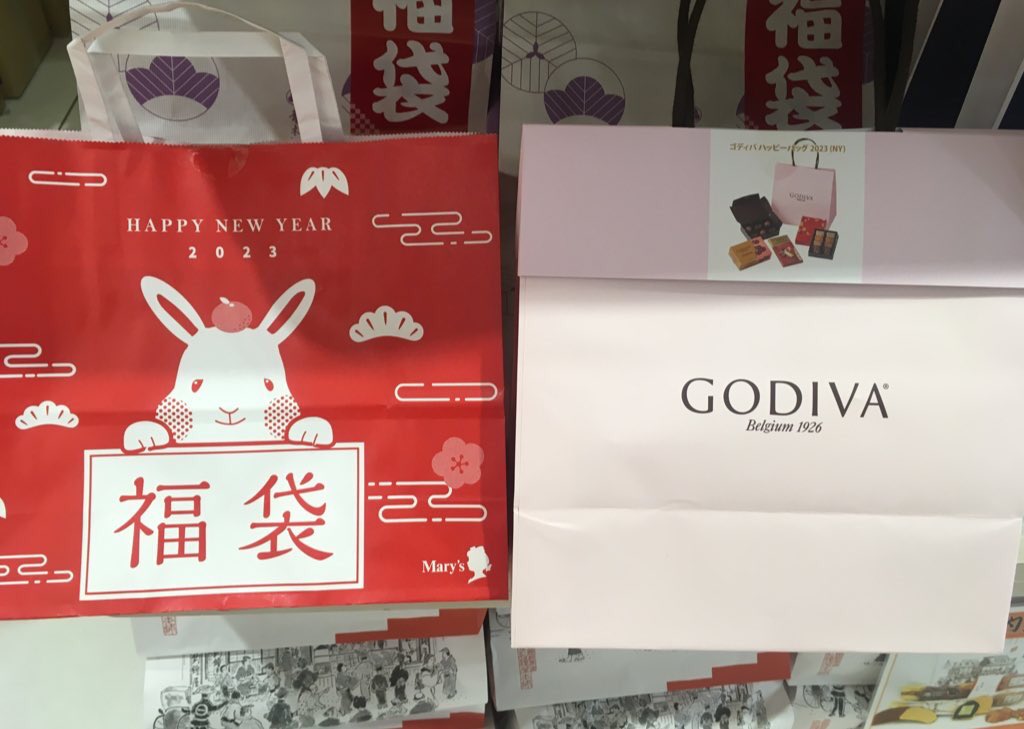 福袋
福袋
HAPPY NEW YEAR
2023
福袋
Mary's
ゴディバ ハッピーバッグ 2023 (NY)
GODIVA
GODIVA®
Belgium 1926